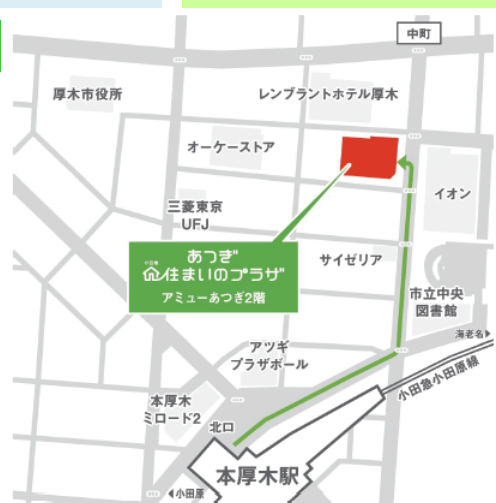 中町
厚木市役所
レンブラントホテル厚木
オーケーストア
イオン
三菱東京
UFJ
小田急
あつぎ
住まいのプラザ
アミューあつぎ2階
サイゼリア
市立中央
図書館
海老名▶
アツギ
プラザボール
小田急小田原線
本厚木
ミロード2
北口
本厚木駅
◀小田原